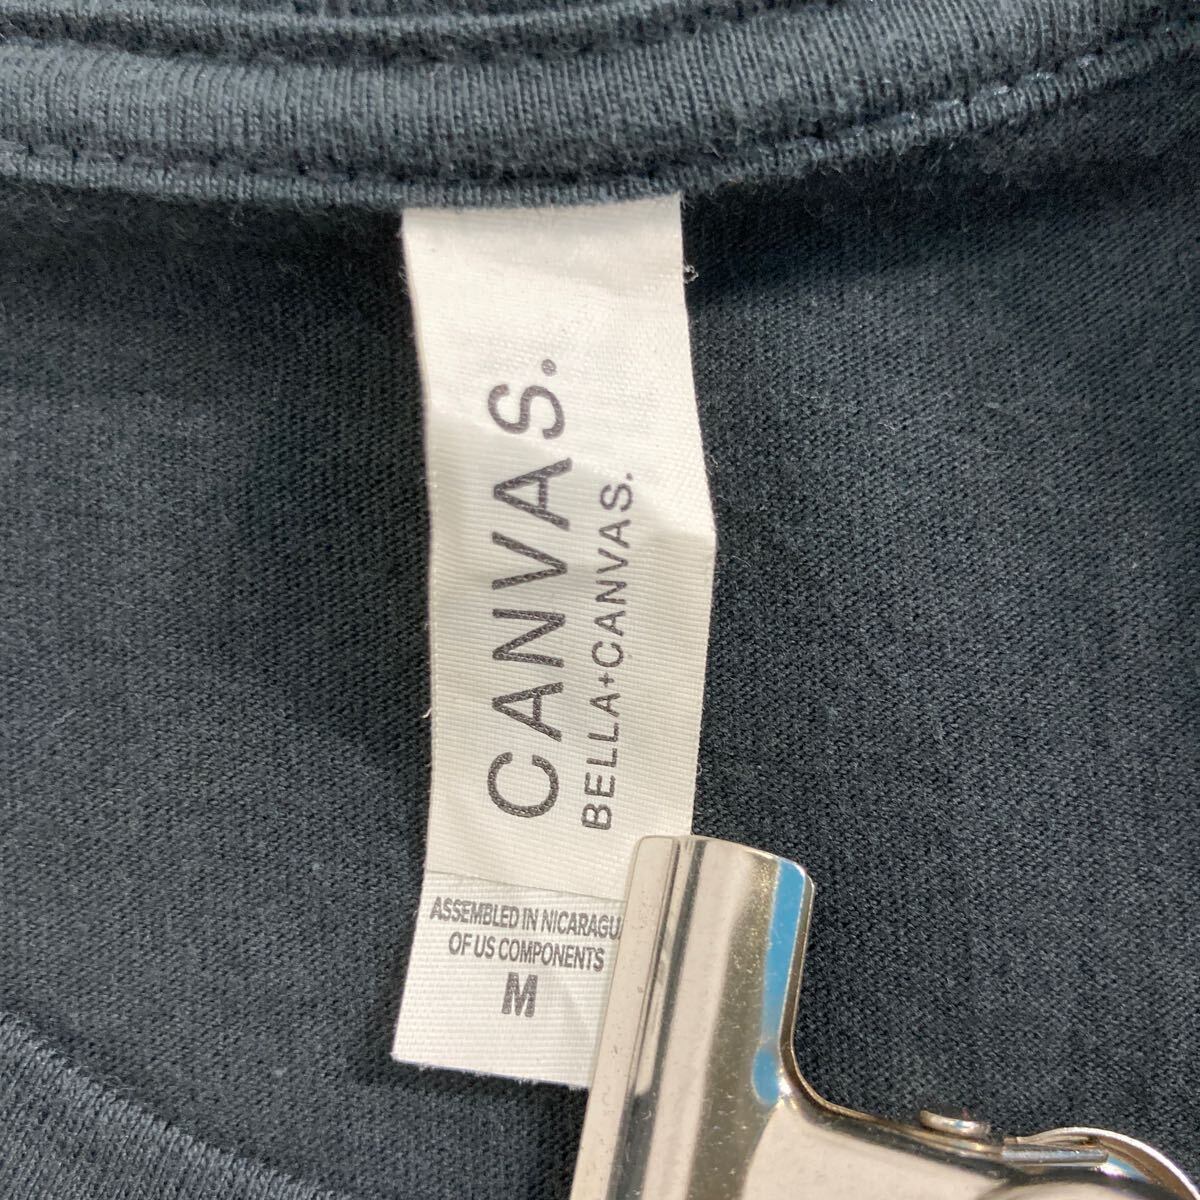 CANVAS.
BELLA+CANVAS.
ASSEMBLED IN NICARAGU
OF US COMPONENTS
M